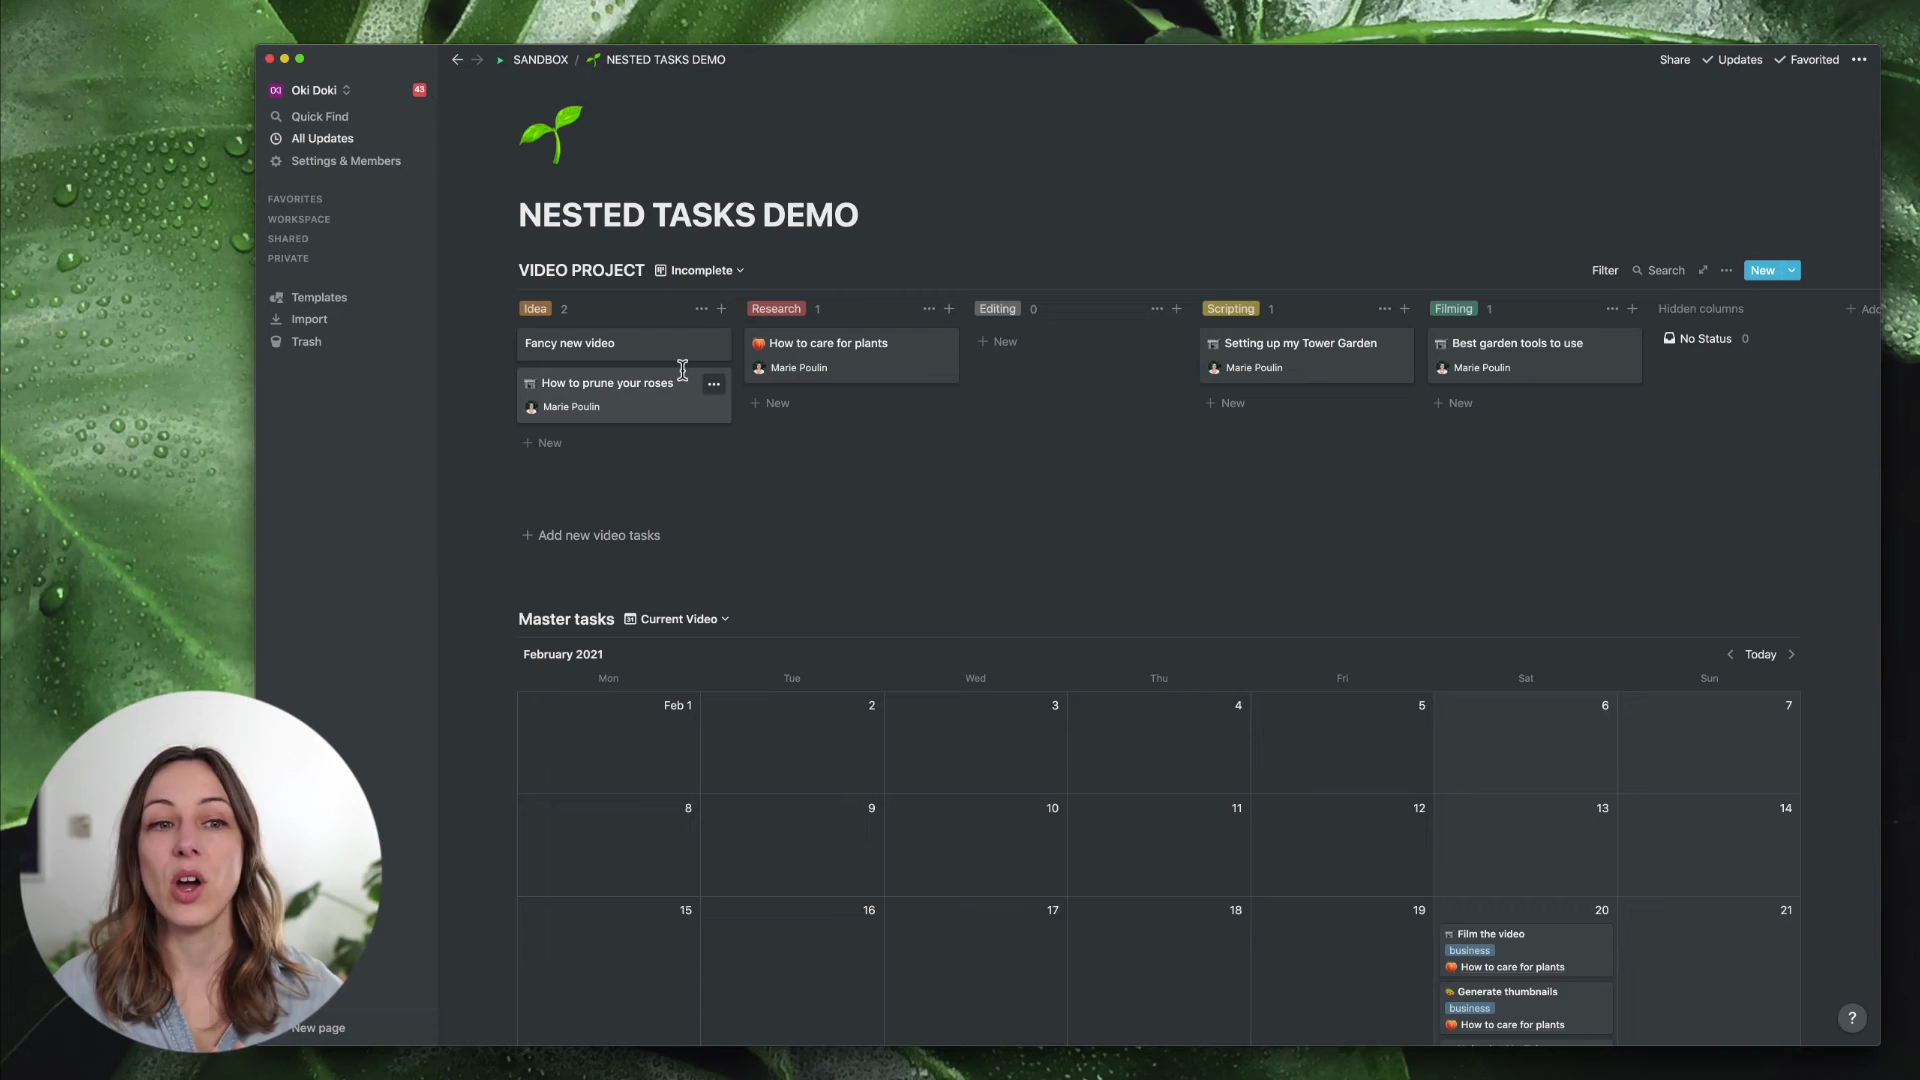 SANDBOX / NESTED TASKS DEMO
Share
Updates
Favorited
OKI
Oki Doki
43
Quick Find
All Updates
Settings & Members
FAVORITES
WORKSPACE
SHARED
PRIVATE
Templates
Import
Trash
New page
NESTED TASKS DEMO
VIDEO PROJECT
Incomplete
Filter
Search
New
Idea 2
Fancy new video
How to prune your roses
Marie Poulin
+ New
Research 1
How to care for plants
Marie Poulin
+ New
Editing 0
+ New
Scripting 1
Setting up my Tower Garden
Marie Poulin
+ New
Filming 1
Best garden tools to use
Marie Poulin
+ New
Hidden columns
No Status 0
+ Add
+ Add new video tasks
Master tasks
31
Current Video
February 2021
Today
Mon Tue Wed Thu Fri Sat Sun
Feb 1 2 3 4 5 6 7
8 9 10 11 12 13 14
15 16 17 18 19 20 21
Film the video
business
How to care for plants
Generate thumbnails
business
How to care for plants
?